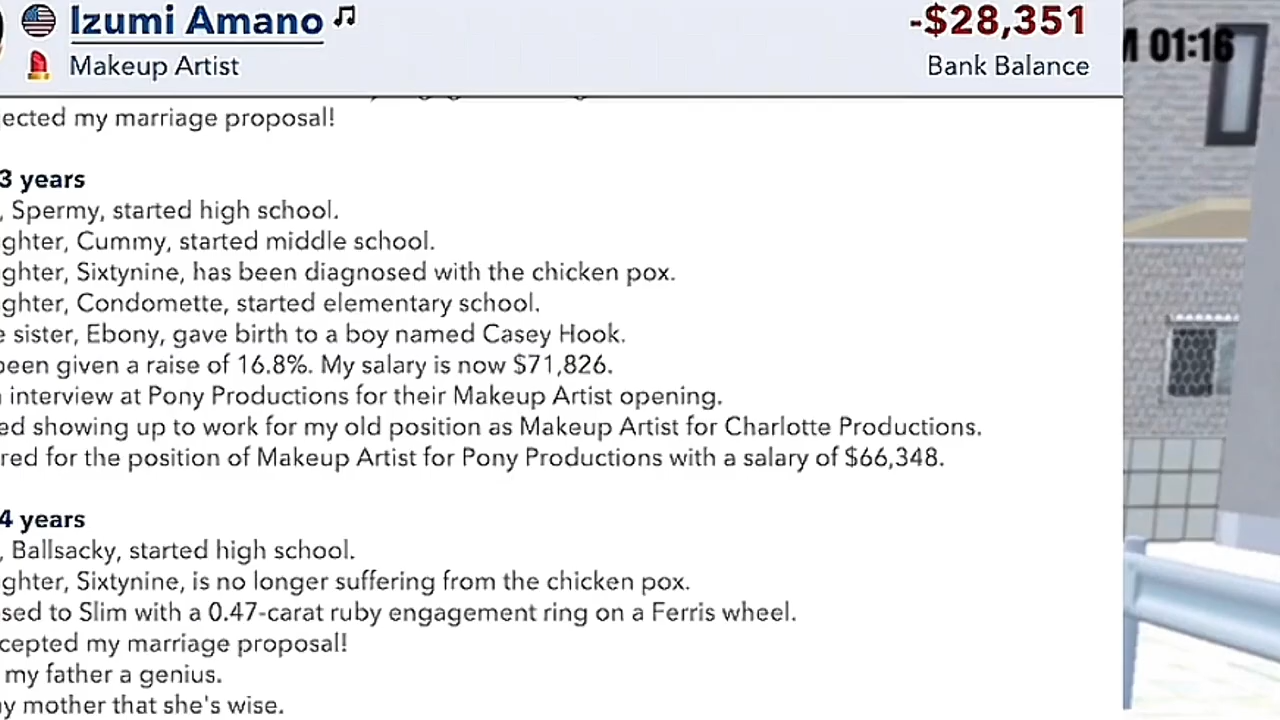 Izumi Amano
-$28,351
Makeup Artist
Bank Balance
01:16
ected my marriage proposal!
3 years
, Spermy, started high school.
ghter, Cummy, started middle school.
ghter, Sixtynine, has been diagnosed with the chicken pox.
ghter, Condomette, started elementary school.
e sister, Ebony, gave birth to a boy named Casey Hook.
been given a raise of 16.8%. My salary is now $71,826.
interview at Pony Productions for their Makeup Artist opening.
ed showing up to work for my old position as Makeup Artist for Charlotte Productions.
red for the position of Makeup Artist for Pony Productions with a salary of $66,348.
4 years
, Ballsacky, started high school.
ghter, Sixtynine, is no longer suffering from the chicken pox.
sed to Slim with a 0.47-carat ruby engagement ring on a Ferris wheel.
cepted my marriage proposal!
my father a genius.
y mother that she's wise.